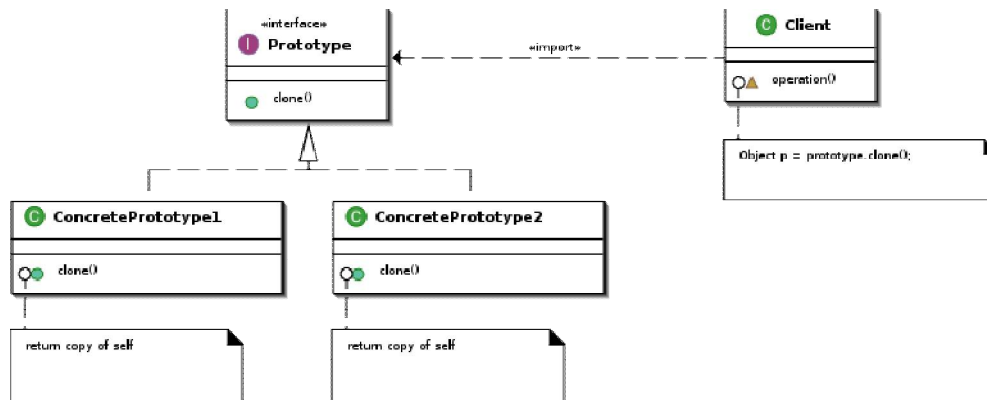 «interface»
I Prototype
clone()
«import»
C Client
operation()
Object p = prototype.clone();
C ConcretePrototype1
clone()
return copy of self
C ConcretePrototype2
clone()
return copy of self